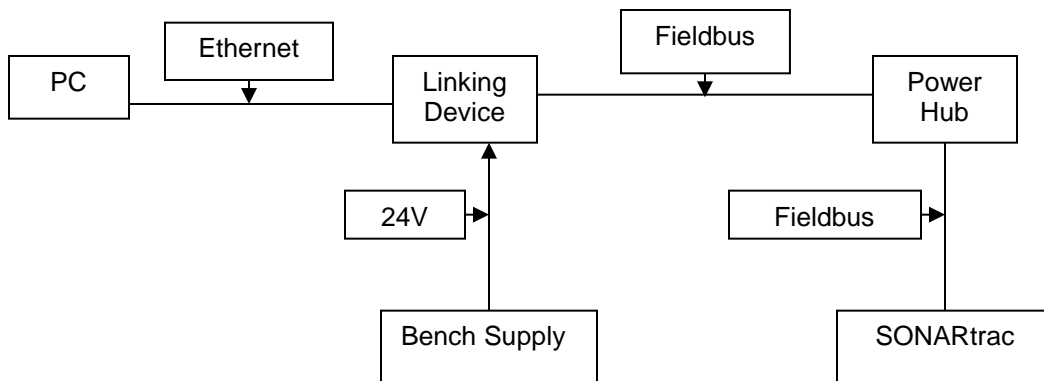 Ethernet
Fieldbus
PC
Linking
Device
Power
Hub
24V
Fieldbus
Bench Supply
SONARtrac